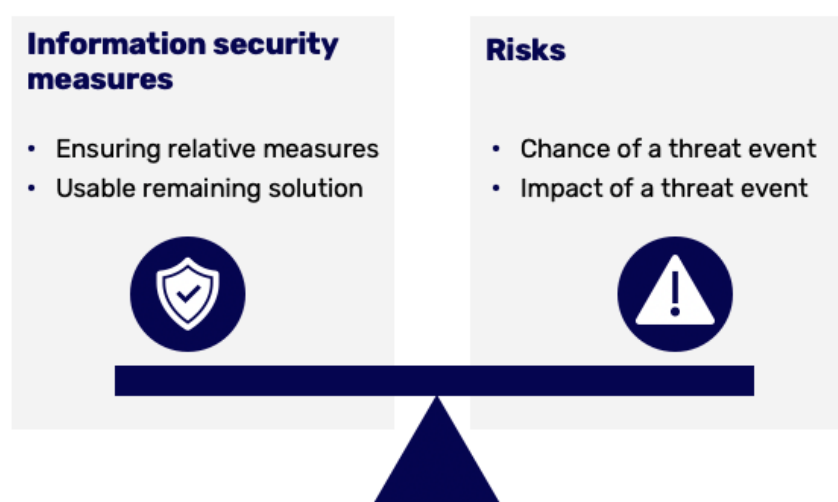 Information security
measures
• Ensuring relative measures
• Usable remaining solution
Risks
• Chance of a threat event
• Impact of a threat event